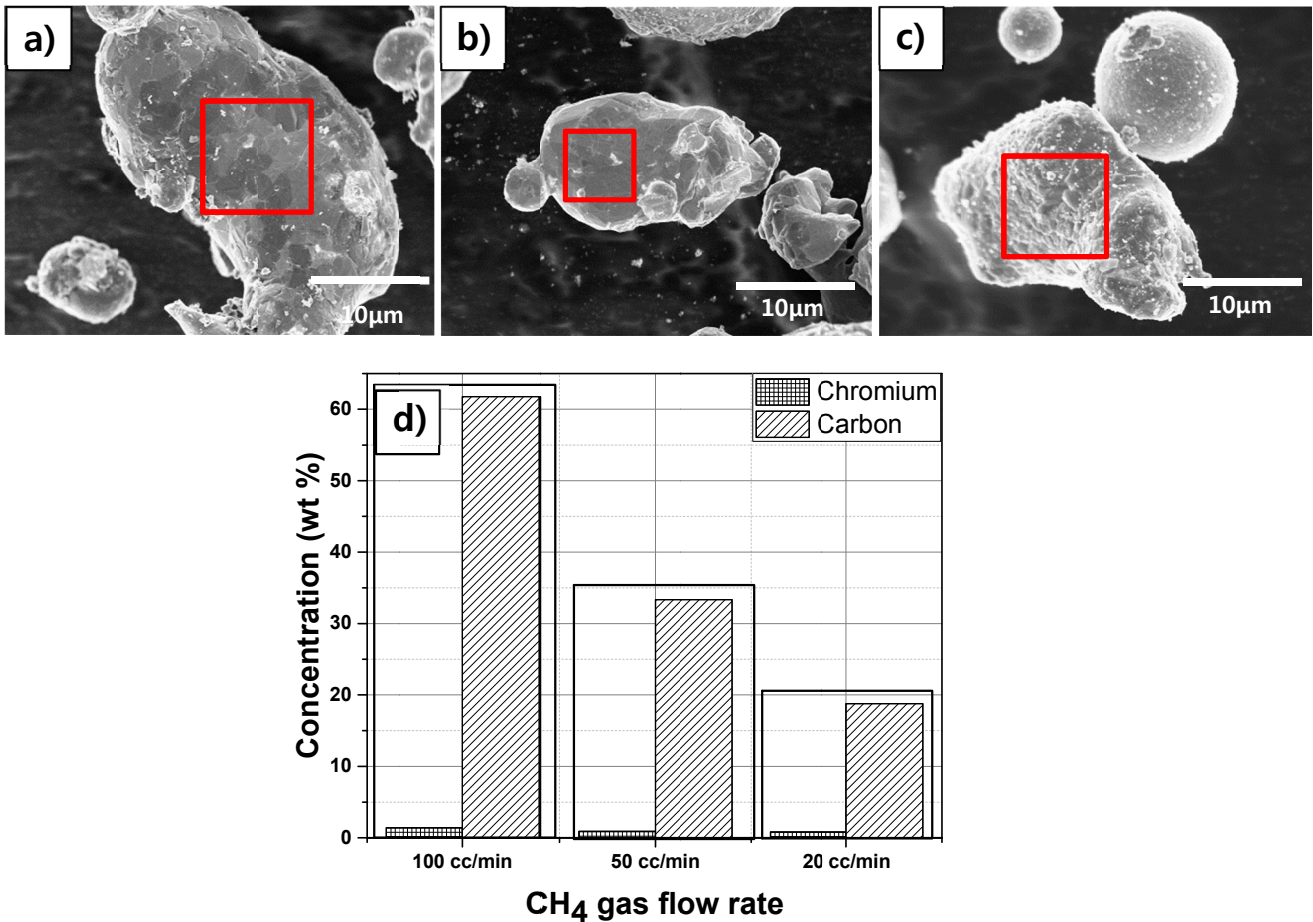 a)
b)
c)
10μm
10μm
10μm
d)
Chromium
Carbon
60
50
40
30
20
10
0
Concentration (wt %)
100 cc/min
50 cc/min
20 cc/min
CH4 gas flow rate